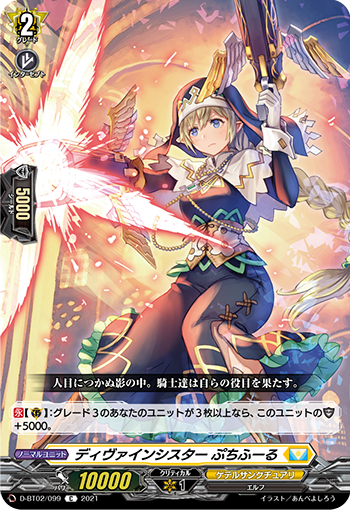 2
グレード
インターセプト
5000
シールド
人目につかぬ影の中。騎士達は自らの役目を果たす。
永【】:グレード3のあなたのユニットが3枚以上なら、このユニットのパワー
+5000。
ノーマルユニット
ディヴァインシスター ぷちふーる
パワー 10000
クリティカル
1
ケテルサンクチュアリ
エルフ
D-BT02/099 C 2021
イラスト/あんべよしろう